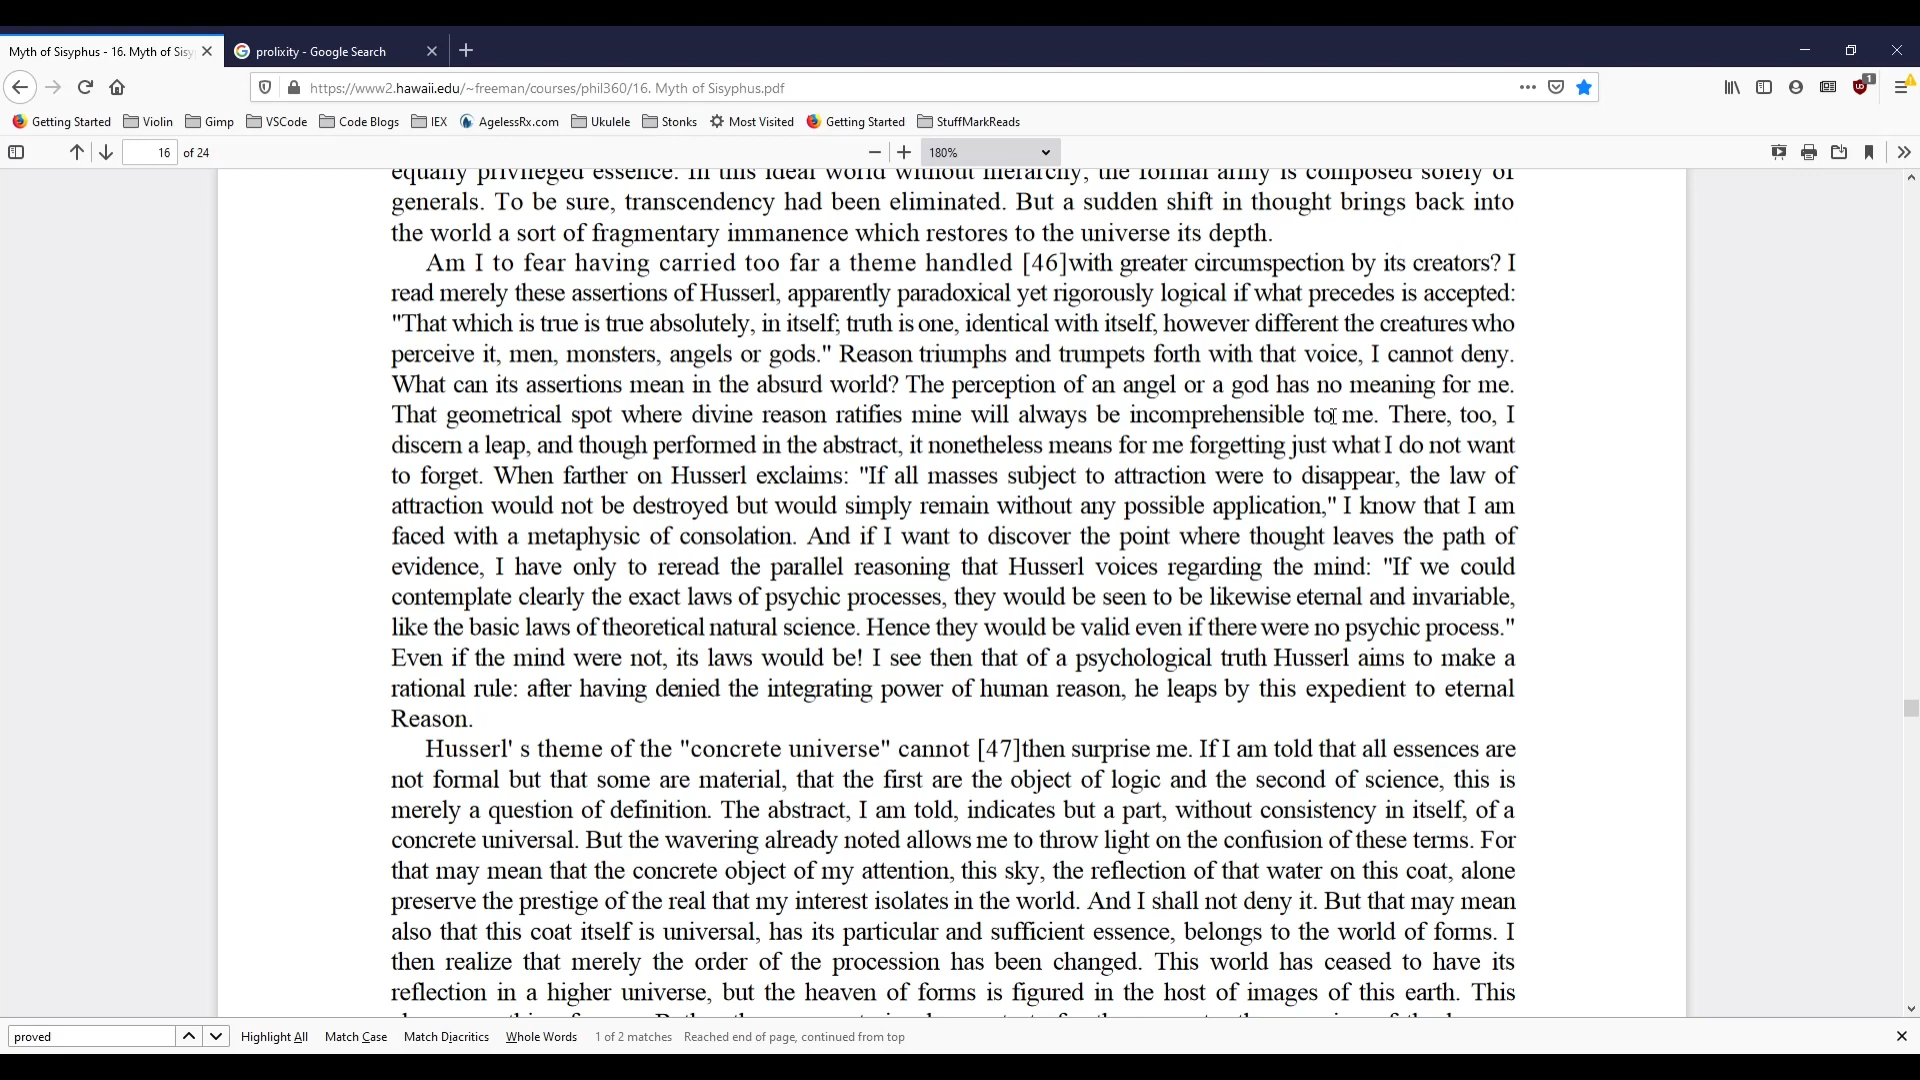 Myth of Sisyphus - 16. Myth of Sisy
prolixity - Google Search
https://www2.hawaii.edu/~freeman/courses/phil360/16. Myth of Sisyphus.pdf
1
Getting Started Violin Gimp VSCode Code Blogs IEX AgelessRx.com Ukulele Stonks Most Visited Getting Started StuffMarkReads
16 of 24 180%
equally privileged essence. In this ideal world without hierarchy, the formal army is composed solely of
generals. To be sure, transcendency had been eliminated. But a sudden shift in thought brings back into
the world a sort of fragmentary immanence which restores to the universe its depth.
Am I to fear having carried too far a theme handled [46]with greater circumspection by its creators? I
read merely these assertions of Husserl, apparently paradoxical yet rigorously logical if what precedes is accepted:
"That which is true is true absolutely, in itself; truth is one, identical with itself, however different the creatures who
perceive it, men, monsters, angels or gods." Reason triumphs and trumpets forth with that voice, I cannot deny.
What can its assertions mean in the absurd world? The perception of an angel or a god has no meaning for me.
That geometrical spot where divine reason ratifies mine will always be incomprehensible to me. There, too, I
discern a leap, and though performed in the abstract, it nonetheless means for me forgetting just what I do not want
to forget. When farther on Husserl exclaims: "If all masses subject to attraction were to disappear, the law of
attraction would not be destroyed but would simply remain without any possible application," I know that I am
faced with a metaphysic of consolation. And if I want to discover the point where thought leaves the path of
evidence, I have only to reread the parallel reasoning that Husserl voices regarding the mind: "If we could
contemplate clearly the exact laws of psychic processes, they would be seen to be likewise eternal and invariable,
like the basic laws of theoretical natural science. Hence they would be valid even if there were no psychic process."
Even if the mind were not, its laws would be! I see then that of a psychological truth Husserl aims to make a
rational rule: after having denied the integrating power of human reason, he leaps by this expedient to eternal
Reason.
Husserl' s theme of the "concrete universe" cannot [47]then surprise me. If I am told that all essences are
not formal but that some are material, that the first are the object of logic and the second of science, this is
merely a question of definition. The abstract, I am told, indicates but a part, without consistency in itself, of a
concrete universal. But the wavering already noted allows me to throw light on the confusion of these terms. For
that may mean that the concrete object of my attention, this sky, the reflection of that water on this coat, alone
preserve the prestige of the real that my interest isolates in the world. And I shall not deny it. But that may mean
also that this coat itself is universal, has its particular and sufficient essence, belongs to the world of forms. I
then realize that merely the order of the procession has been changed. This world has ceased to have its
reflection in a higher universe, but the heaven of forms is figured in the host of images of this earth. This
proved Highlight All Match Case Match Diacritics Whole Words 1 of 2 matches Reached end of page, continued from top